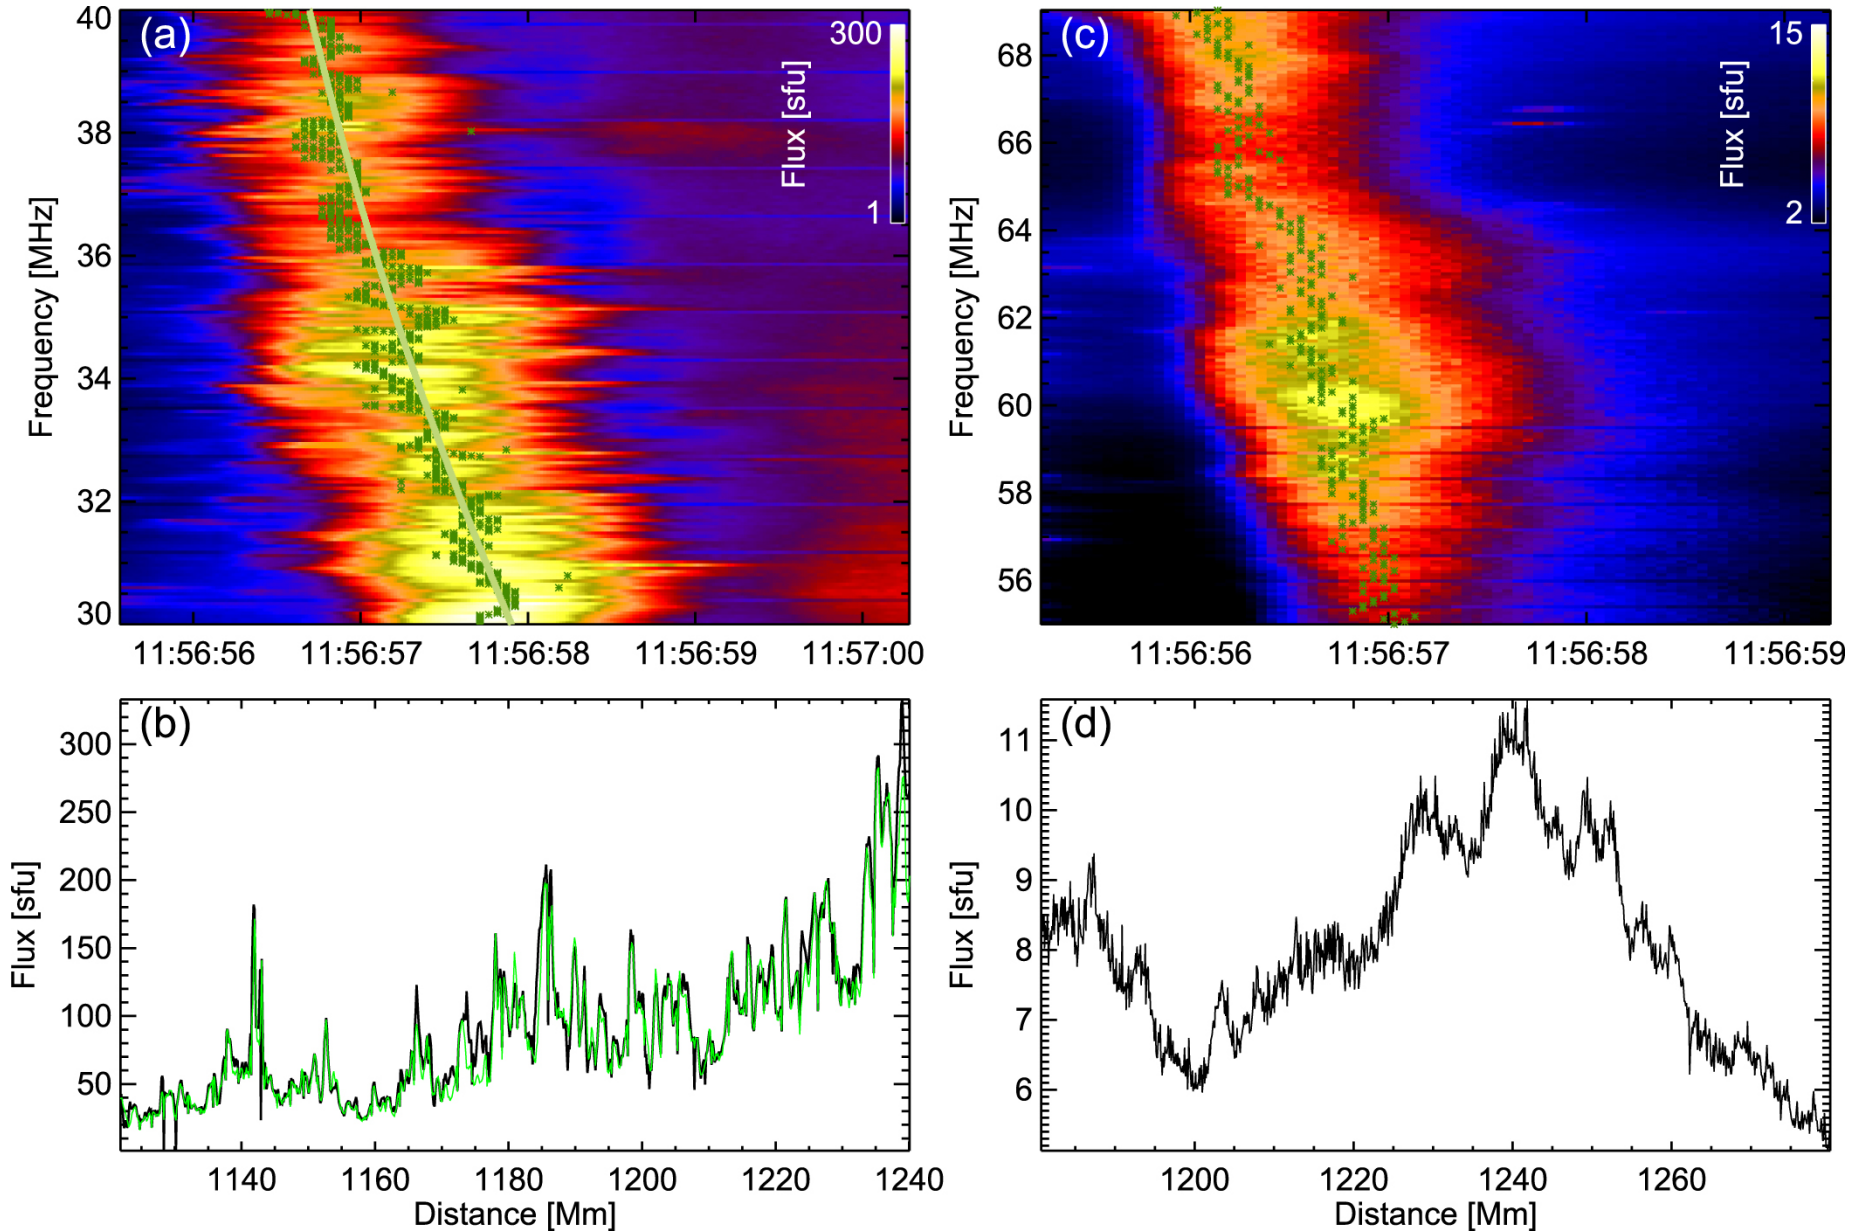 (a)
300
Flux [sfu]
1
40
38
36
34
32
30
Frequency [MHz]
11:56:56 11:56:57 11:56:58 11:56:59 11:57:00
(c)
15
Flux [sfu]
2
68
66
64
62
60
58
56
Frequency [MHz]
11:56:56 11:56:57 11:56:58 11:56:59
(b)
300
250
200
150
100
50
Flux [sfu]
1140 1160 1180 1200 1220 1240
Distance [Mm]
(d)
11
10
9
8
7
6
Flux [sfu]
1200 1220 1240 1260
Distance [Mm]